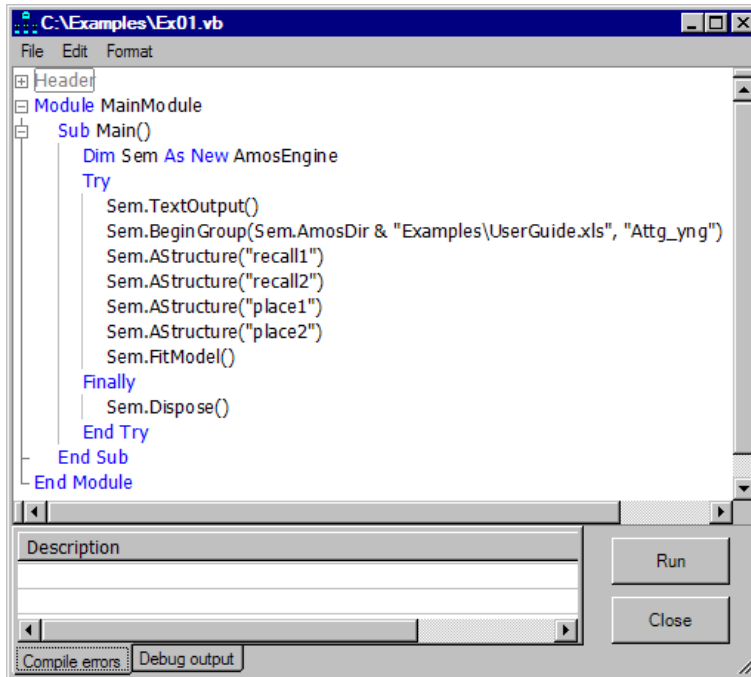 C:\Examples\Ex01.vb
File Edit Format
Header
Module MainModule
Sub Main()
Dim Sem As New AmosEngine
Try
Sem.TextOutput()
Sem.BeginGroup(Sem.AmosDir & "Examples\UserGuide.xls", "Attg_yng")
Sem.AStructure("recall1")
Sem.AStructure("recall2")
Sem.AStructure("place1")
Sem.AStructure("place2")
Sem.FitModel()
Finally
Sem.Dispose()
End Try
End Sub
End Module
Description
Run
Close
Compile errors Debug output